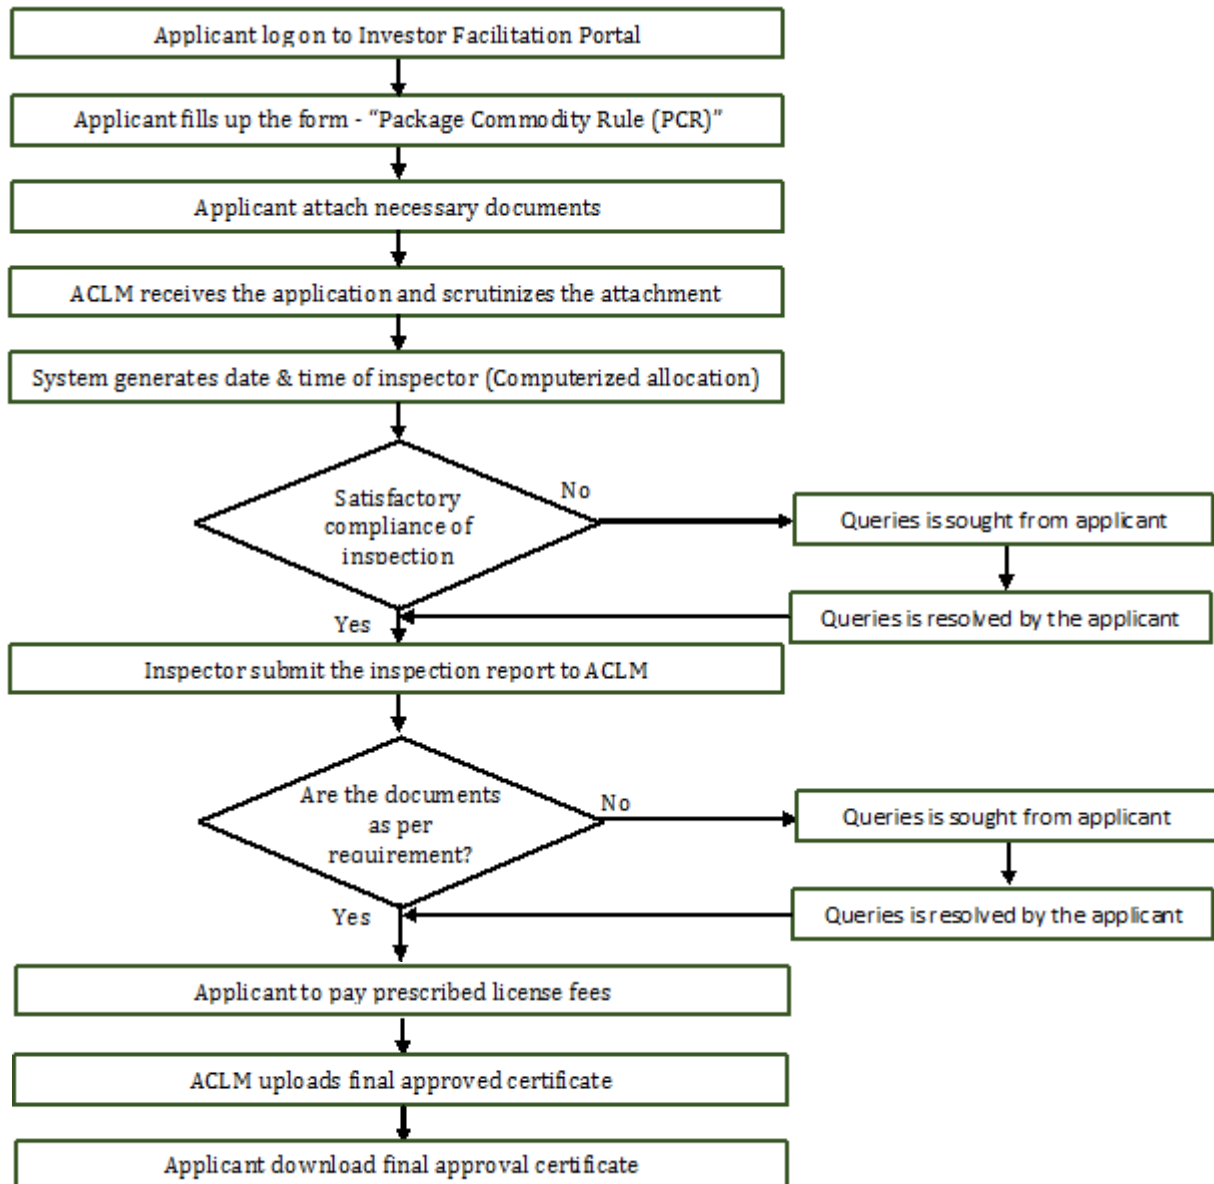 Applicant log on to Investor Facilitation Portal
Applicant fills up the form - “Package Commodity Rule (PCR)”
Applicant attach necessary documents
ACLM receives the application and scrutinizes the attachment
System generates date & time of inspector (Computerized allocation)
Satisfactory
compliance of
inspection
No
Queries is sought from applicant
Queries is resolved by the applicant
Yes
Inspector submit the inspection report to ACLM
Are the documents
as per
requirement?
No
Queries is sought from applicant
Queries is resolved by the applicant
Yes
Applicant to pay prescribed license fees
ACLM uploads final approved certificate
Applicant download final approval certificate